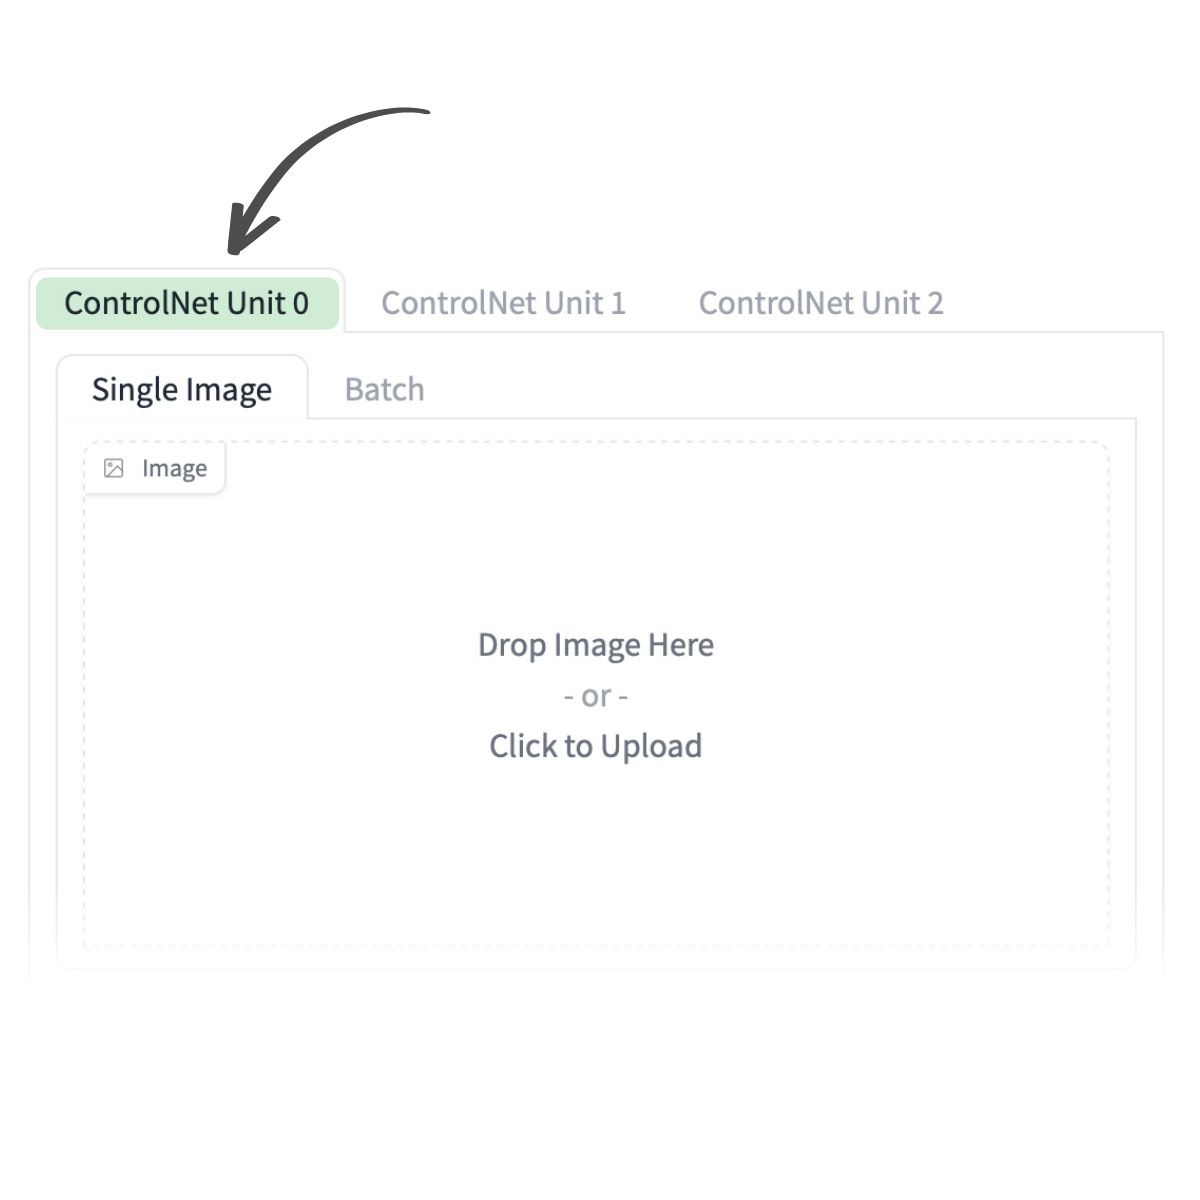 ControlNet Unit 0 ControlNet Unit 1 ControlNet Unit 2
Single Image Batch
Image
Drop Image Here
- or -
Click to Upload